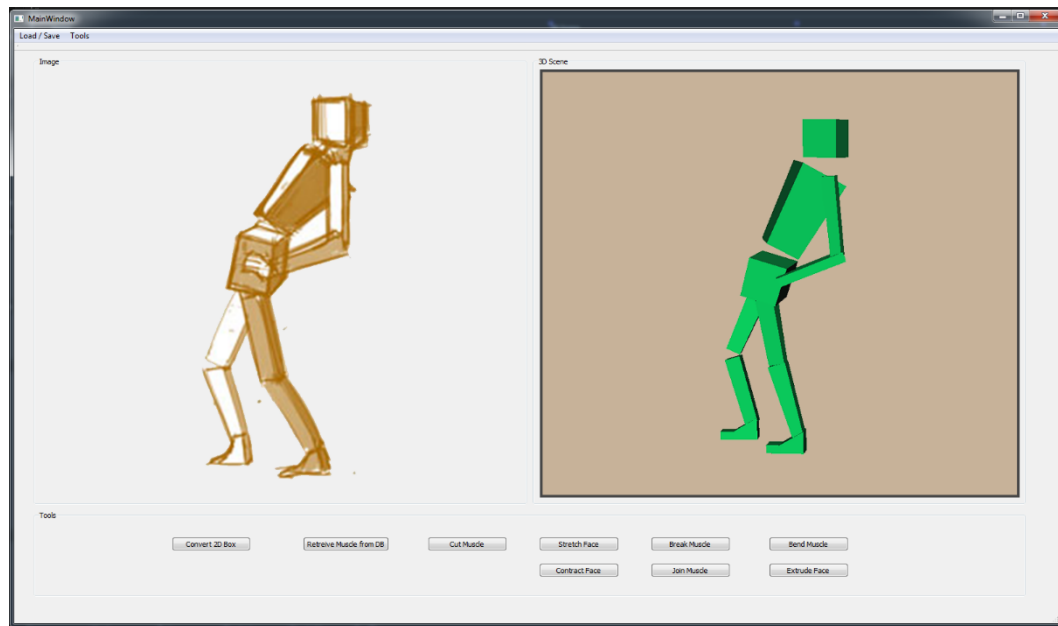 MainWindow
Load / Save Tools
Image
3D Scene
Tools
Convert 2D Box Retreive Muscle from DB Cut Muscle Stretch Face Break Muscle Bend Muscle
Contract Face Join Muscle Extrude Face